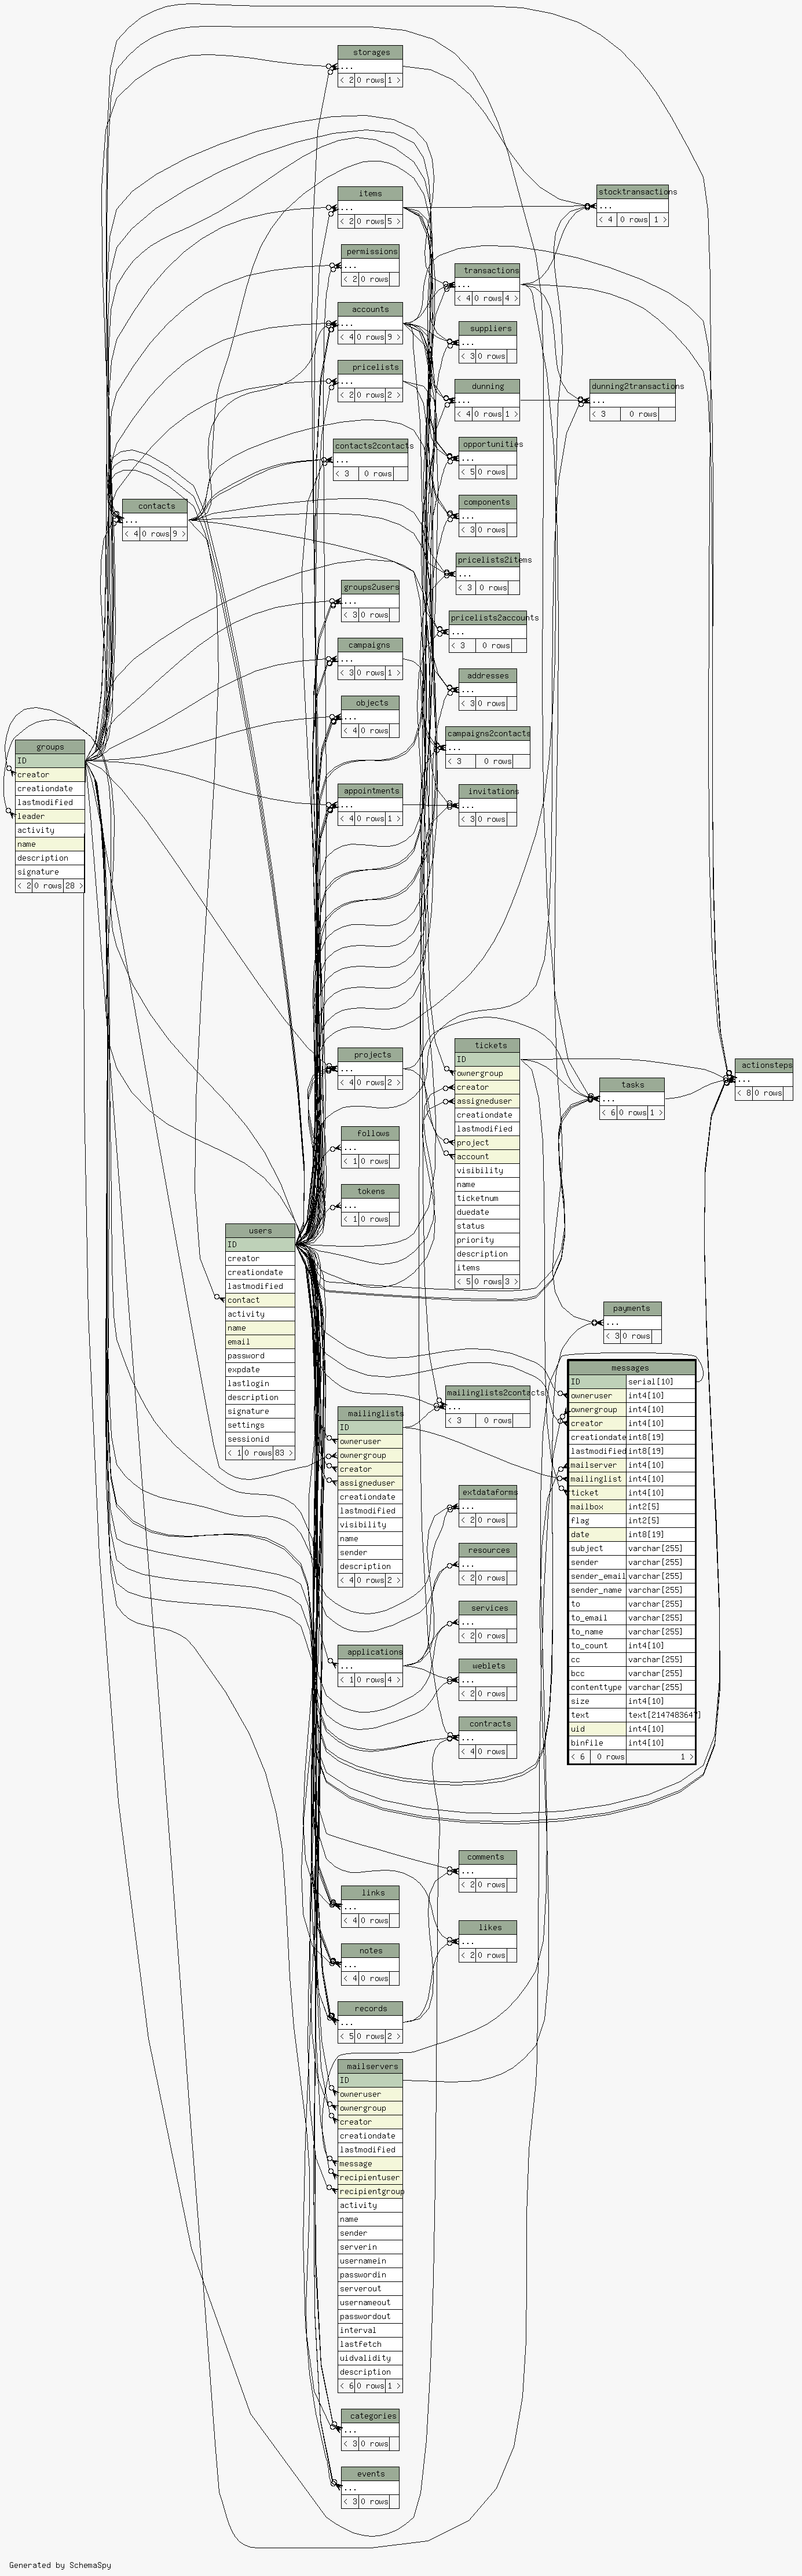 storages
...
< 2 0 rows 1 >
stocktransactions
...
< 4 0 rows 1 >
items
...
< 2 0 rows 5 >
permissions
...
< 2 0 rows
transactions
...
< 4 0 rows 4 >
accounts
...
< 4 0 rows 9 >
suppliers
...
< 3 0 rows
pricelists
...
< 2 0 rows 2 >
dunning
...
< 4 0 rows 1 >
dunning2transactions
...
< 3 0 rows
contacts2contacts
...
< 3 0 rows
opportunities
...
< 5 0 rows
contacts
...
< 4 0 rows 9 >
components
...
< 3 0 rows
pricelists2items
...
< 3 0 rows
groups2users
...
< 3 0 rows
pricelists2accounts
...
< 3 0 rows
campaigns
...
< 3 0 rows 1 >
addresses
...
< 3 0 rows
objects
...
< 4 0 rows
campaigns2contacts
...
< 3 0 rows
groups
ID
creator
creationdate
lastmodified
leader
activity
name
description
signature
< 2 0 rows 28 >
appointments
...
< 4 0 rows 1 >
invitations
...
< 3 0 rows
projects
...
< 4 0 rows 2 >
tickets
ID
ownergroup
creator
assigneduser
creationdate
lastmodified
project
account
visibility
name
ticketnum
duedate
status
priority
description
items
< 5 0 rows 3 >
tasks
...
< 6 0 rows 1 >
actionsteps
...
< 8 0 rows
follows
...
< 1 0 rows
tokens
...
< 1 0 rows
users
ID
creator
creationdate
lastmodified
contact
activity
name
email
password
expdate
lastlogin
description
signature
settings
sessionid
< 1 0 rows 83 >
payments
...
< 3 0 rows
messages
ID serial[10]
owneruser int4[10]
ownergroup int4[10]
creator int4[10]
creationdate int8[19]
lastmodified int8[19]
mailserver int4[10]
mailinglist int4[10]
ticket int4[10]
mailbox int2[5]
flag int2[5]
date int8[19]
subject varchar[255]
sender varchar[255]
sender_email varchar[255]
sender_name varchar[255]
to varchar[255]
to_email varchar[255]
to_name varchar[255]
to_count int4[10]
cc varchar[255]
bcc varchar[255]
contenttype varchar[255]
size int4[10]
text text[2147483647]
uid int4[10]
binfile int4[10]
< 6 0 rows 1 >
mailinglists2contacts
...
< 3 0 rows
mailinglists
ID
owneruser
ownergroup
creator
assigneduser
creationdate
lastmodified
visibility
name
sender
description
< 4 0 rows 2 >
extdataforms
...
< 2 0 rows
resources
...
< 2 0 rows
services
...
< 2 0 rows
applications
...
< 1 0 rows 4 >
weblets
...
< 2 0 rows
contracts
...
< 4 0 rows
comments
...
< 2 0 rows
links
...
< 4 0 rows
likes
...
< 2 0 rows
notes
...
< 4 0 rows
records
...
< 5 0 rows 2 >
mailservers
ID
owneruser
ownergroup
creator
creationdate
lastmodified
message
recipientuser
recipientgroup
activity
name
sender
serverin
usernamein
passwordin
serverout
usernameout
passwordout
interval
lastfetch
uidvalidity
description
< 6 0 rows 1 >
categories
...
< 3 0 rows
events
...
< 3 0 rows
Generated by SchemaSpy